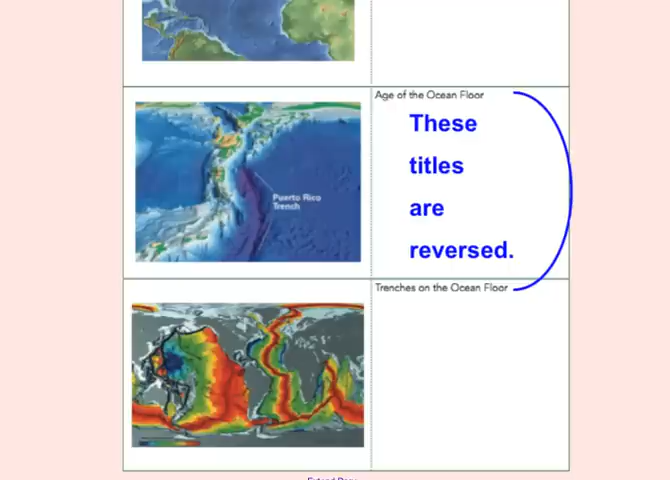 Age of the Ocean Floor
These
titles
are
reversed.
Puerto Rico
Trench
Trenches on the Ocean Floor